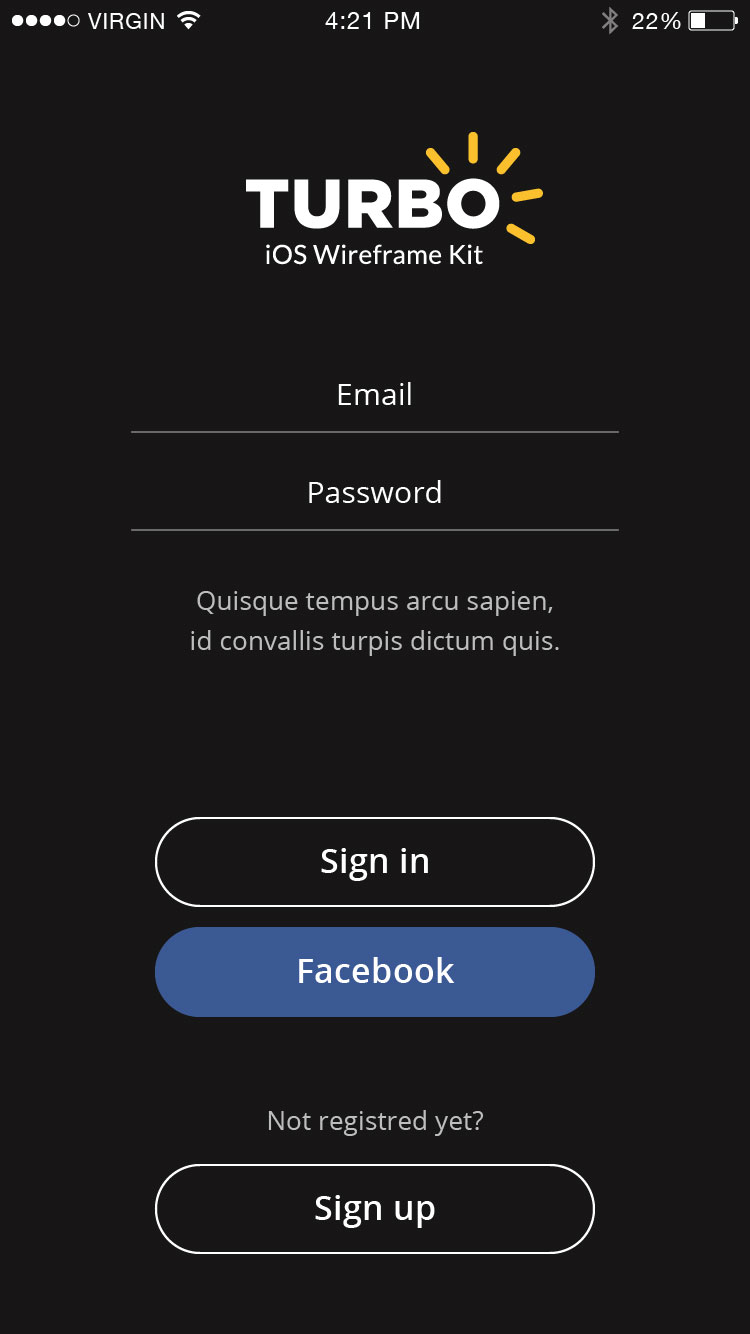 VIRGIN 4:21 PM 22%
TURBO
iOS Wireframe Kit
Email
Password
Quisque tempus arcu sapien,
id convallis turpis dictum quis.
Sign in
Facebook
Not registred yet?
Sign up